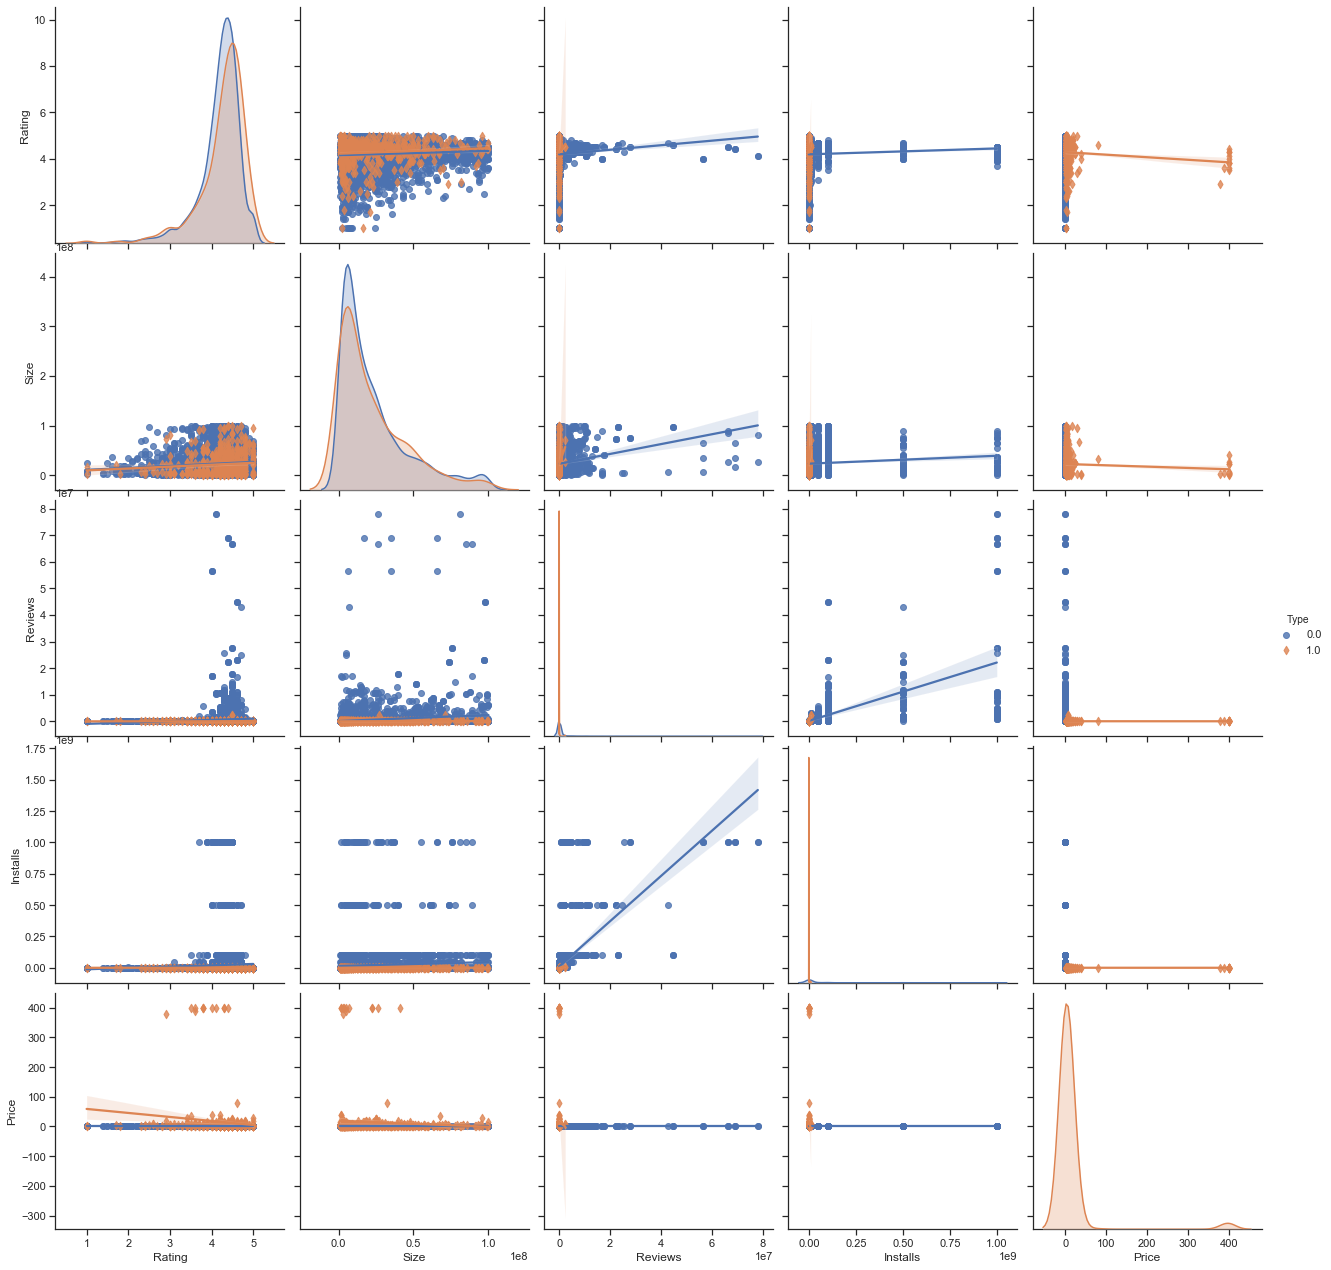 10
8
6
4
2
Rating
1e8
4
3
2
1
0
Size
1e7
8
7
6
5
4
3
2
1
0
Reviews
Type
0.0
1.0
1e9
1.75
1.50
1.25
1.00
0.75
0.50
0.25
0.00
Installs
400
300
200
100
0
−100
−200
−300
Price
1 2 3 4 5
Rating
0.0 0.5 1.0
Size 1e8
0 2 4 6 8
Reviews 1e7
0.00 0.25 0.50 0.75 1.00
Installs 1e9
0 100 200 300 400
Price